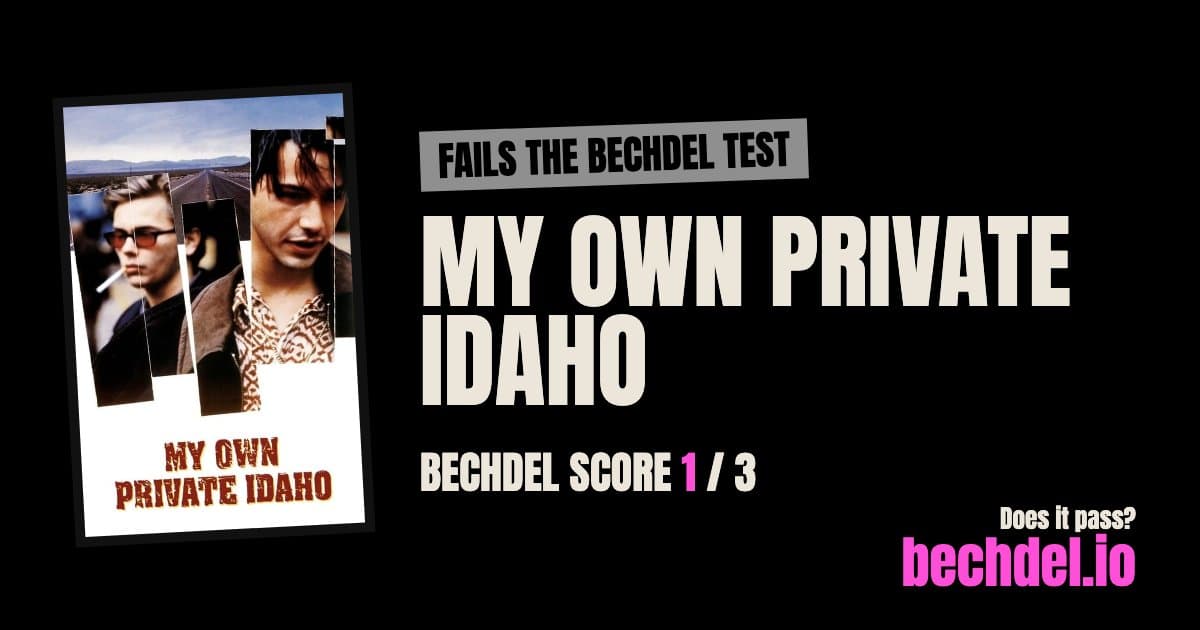 FAILS THE BECHDEL TEST
MY OWN PRIVATE
IDAHO
BECHDEL SCORE 1 / 3
MY OWN
PRIVATE IDAHO
Does it pass?
bechdel.io